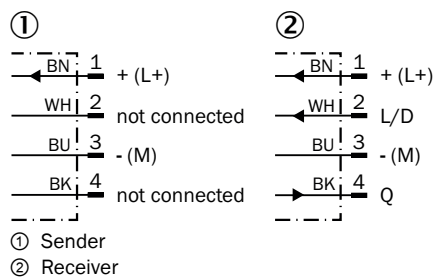 ① ②
BN 1 + (L+) BN 1 + (L+)
WH 2 not connected WH 2 L/D
BU 3 - (M) BU 3 - (M)
BK 4 not connected BK 4 Q
① Sender
② Receiver